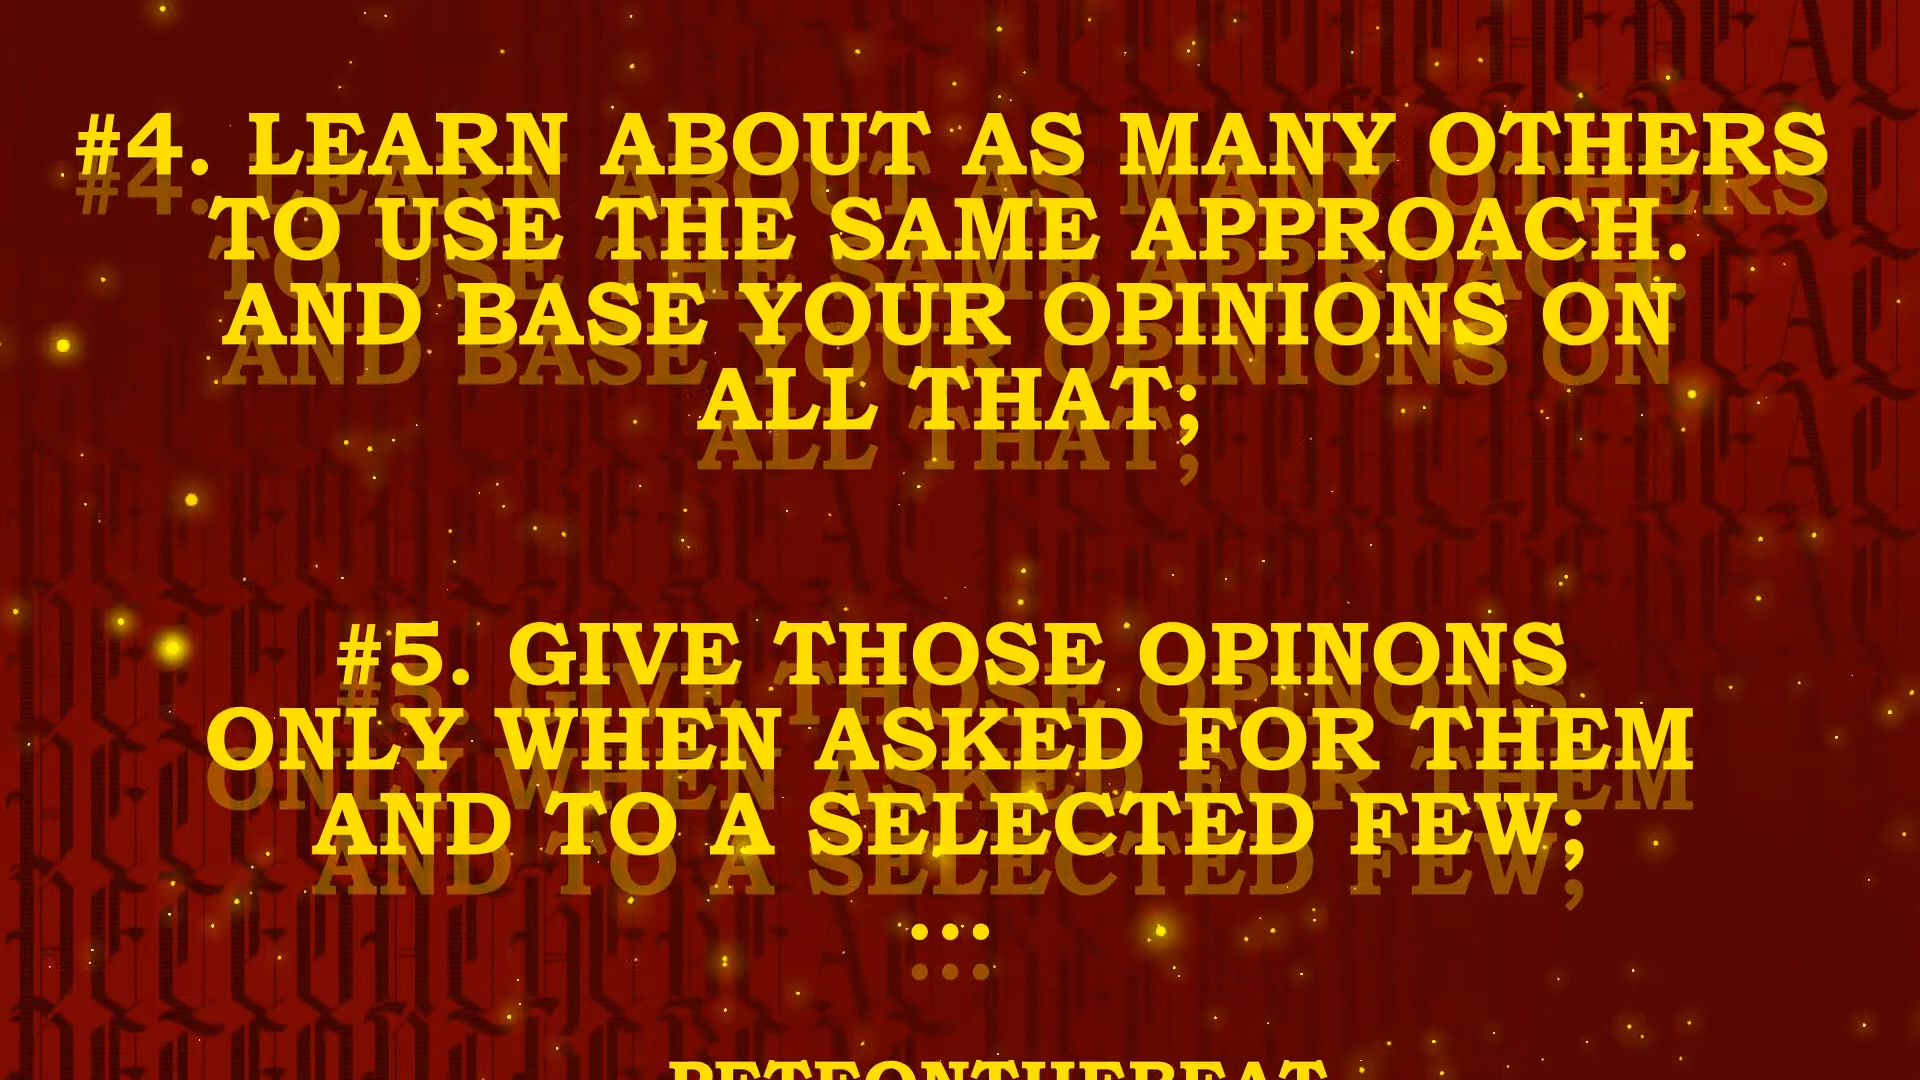 #4. LEARN ABOUT AS MANY OTHERS
TO USE THE SAME APPROACH.
AND BASE YOUR OPINIONS ON
ALL THAT;
#5. GIVE THOSE OPINONS
ONLY WHEN ASKED FOR THEM
AND TO A SELECTED FEW;
...
PETEONTHEBEAT